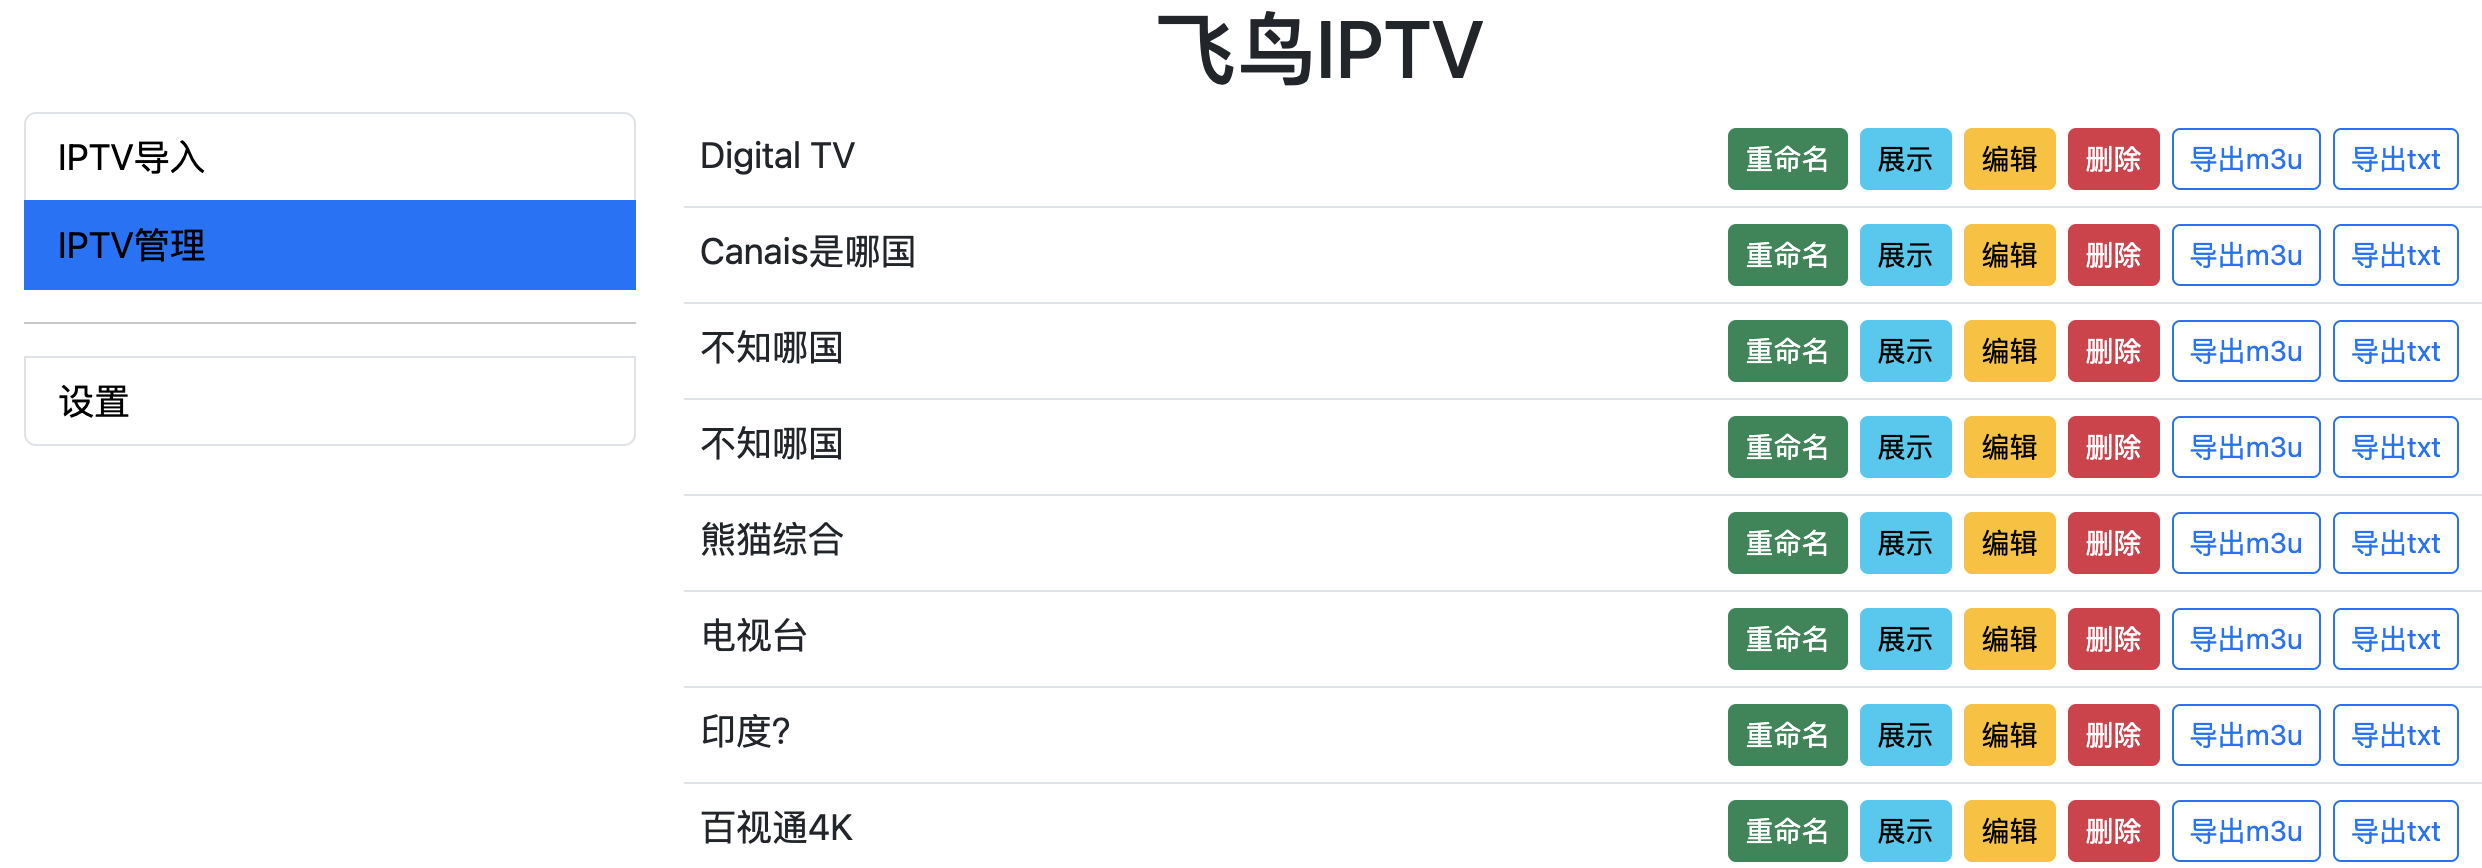 飞鸟IPTV
IPTV导入
IPTV管理
设置
Digital TV 重命名 展示 编辑 删除 导出m3u 导出txt
Canais是哪国 重命名 展示 编辑 删除 导出m3u 导出txt
不知哪国 重命名 展示 编辑 删除 导出m3u 导出txt
不知哪国 重命名 展示 编辑 删除 导出m3u 导出txt
熊猫综合 重命名 展示 编辑 删除 导出m3u 导出txt
电视台 重命名 展示 编辑 删除 导出m3u 导出txt
印度? 重命名 展示 编辑 删除 导出m3u 导出txt
百视通4K 重命名 展示 编辑 删除 导出m3u 导出txt